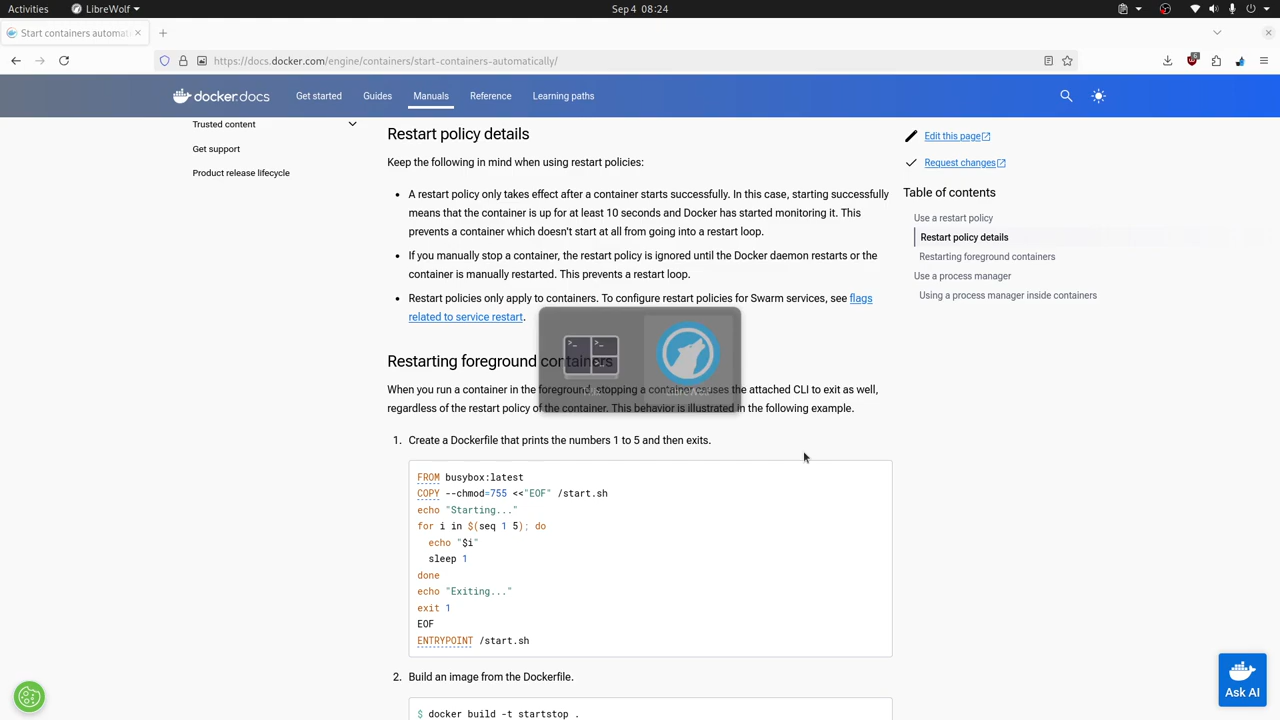 Activities
LibreWolf
Sep 4 08:24
Start containers automat
https://docs.docker.com/engine/containers/start-containers-automatically/
6
docker.docs
Get started
Guides
Manuals
Reference
Learning paths
Trusted content
Get support
Product release lifecycle
Restart policy details
Keep the following in mind when using restart policies:
• A restart policy only takes effect after a container starts successfully. In this case, starting successfully
means that the container is up for at least 10 seconds and Docker has started monitoring it. This
prevents a container which doesn't start at all from going into a restart loop.
• If you manually stop a container, the restart policy is ignored until the Docker daemon restarts or the
container is manually restarted. This prevents a restart loop.
• Restart policies only apply to containers. To configure restart policies for Swarm services, see flags
related to service restart.
Restarting foreground containers
When you run a container in the foreground, stopping a container causes the attached CLI to exit as well,
regardless of the restart policy of the container. This behavior is illustrated in the following example.
1. Create a Dockerfile that prints the numbers 1 to 5 and then exits.
FROM busybox:latest
COPY --chmod=755 <<"EOF" /start.sh
echo "Starting..."
for i in $(seq 1 5); do
  echo "$i"
  sleep 1
done
echo "Exiting..."
exit 1
EOF
ENTRYPOINT /start.sh
2. Build an image from the Dockerfile.
$ docker build -t startstop .
Edit this page
Request changes
Table of contents
Use a restart policy
Restart policy details
Restarting foreground containers
Use a process manager
Using a process manager inside containers
Ask AI